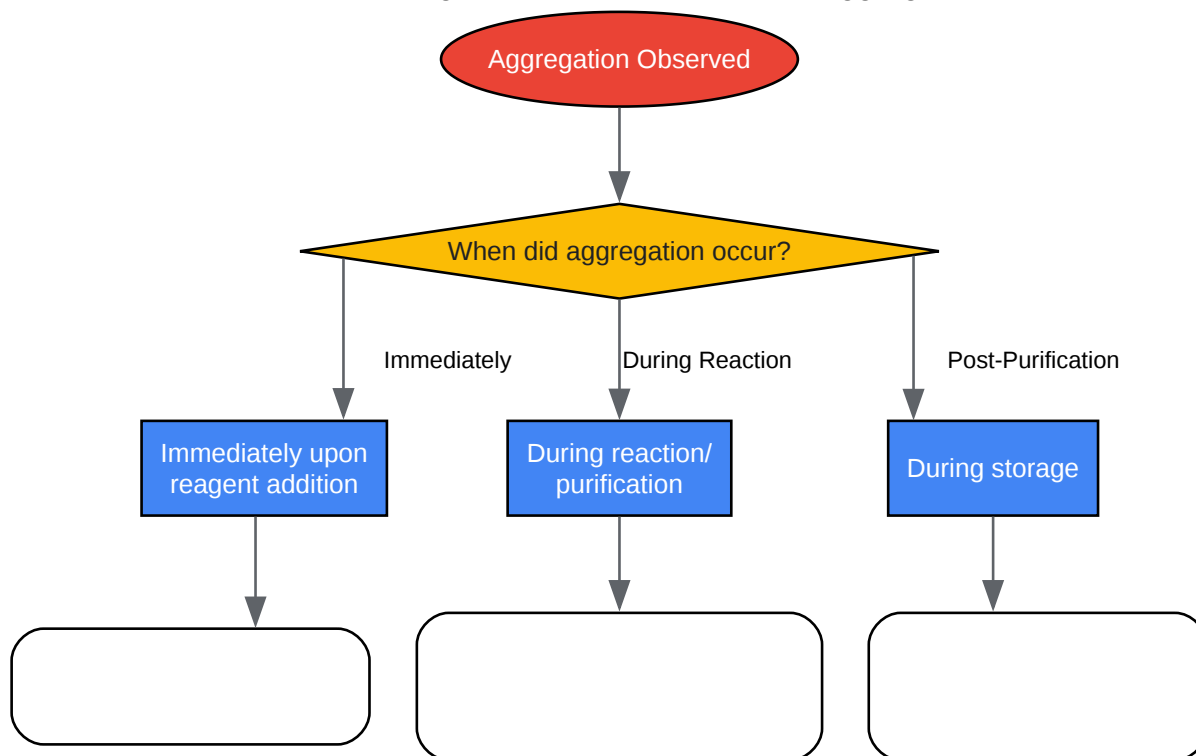 Aggregation Observed
When did aggregation occur?
Immediately
During Reaction
Post-Purification
Immediately upon
reagent addition
During reaction/
purification
During storage